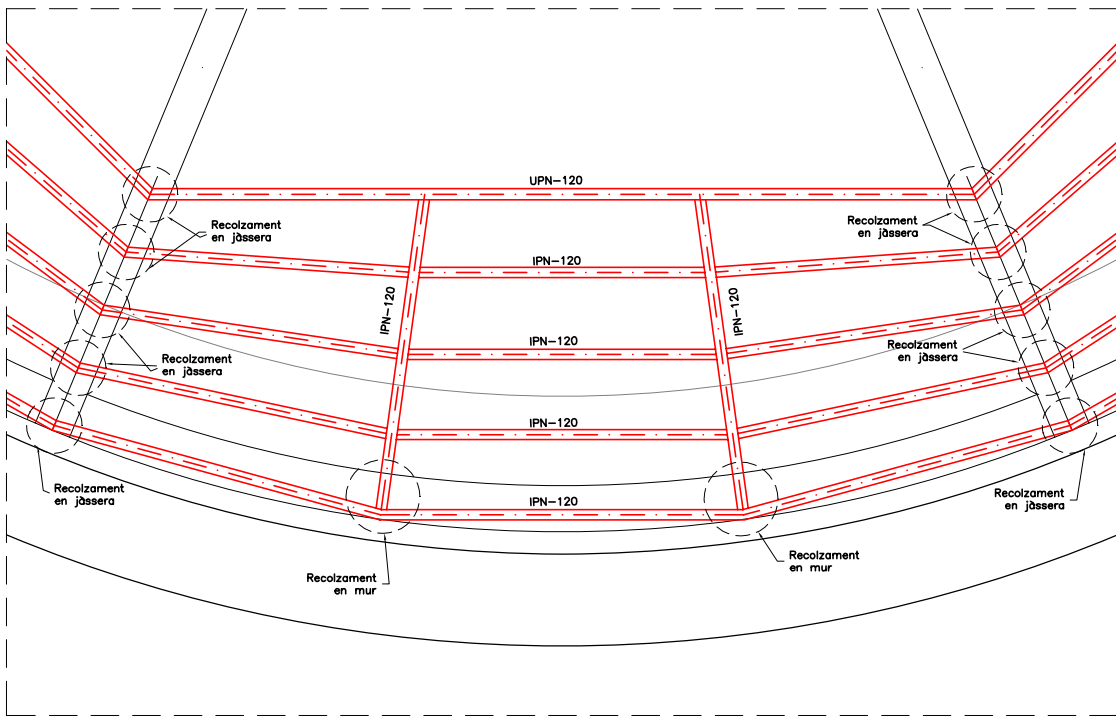 UPN-120
Recolzament
en jàssera
Recolzament
en jàssera
IPN-120
IPN-120
IPN-120
IPN-120
Recolzament
en jàssera
Recolzament
en jàssera
IPN-120
Recolzament
en jàssera
IPN-120
Recolzament
en jàssera
Recolzament
en mur
Recolzament
en mur